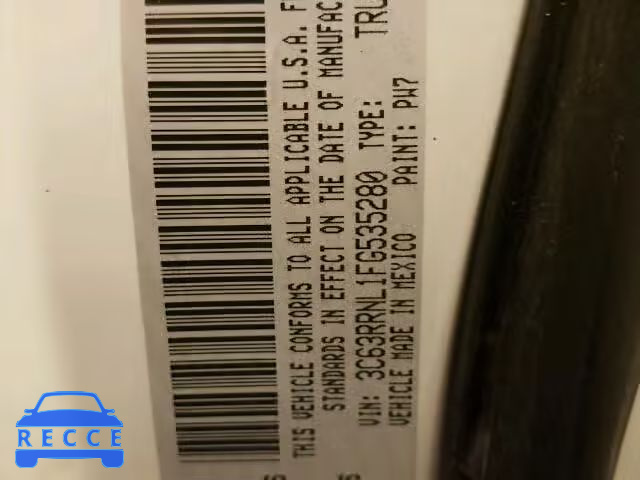 THIS VEHICLE CONFORMS TO ALL APPLICABLE U.S.A. F
STANDARDS IN EFFECT ON THE DATE OF MANUFAC
VIN: 3C63RRNL1FG535280 TYPE: TRU
VEHICLE MADE IN MEXICO PAINT: PW7
RECCE